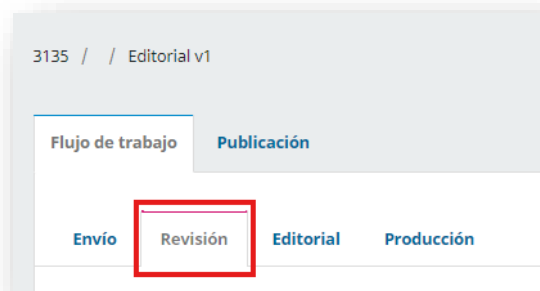 3135 / / Editorial v1
Flujo de trabajo Publicación
Envío Revisión Editorial Producción